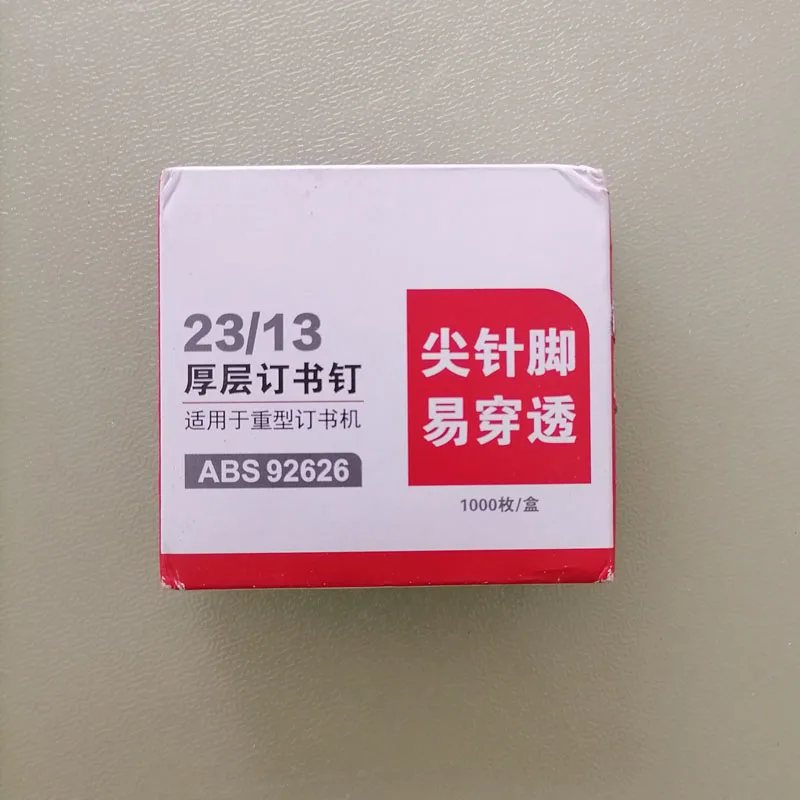 23/13
厚层订书钉
适用于重型订书机
ABS 92626
尖针脚
易穿透
1000枚/盒